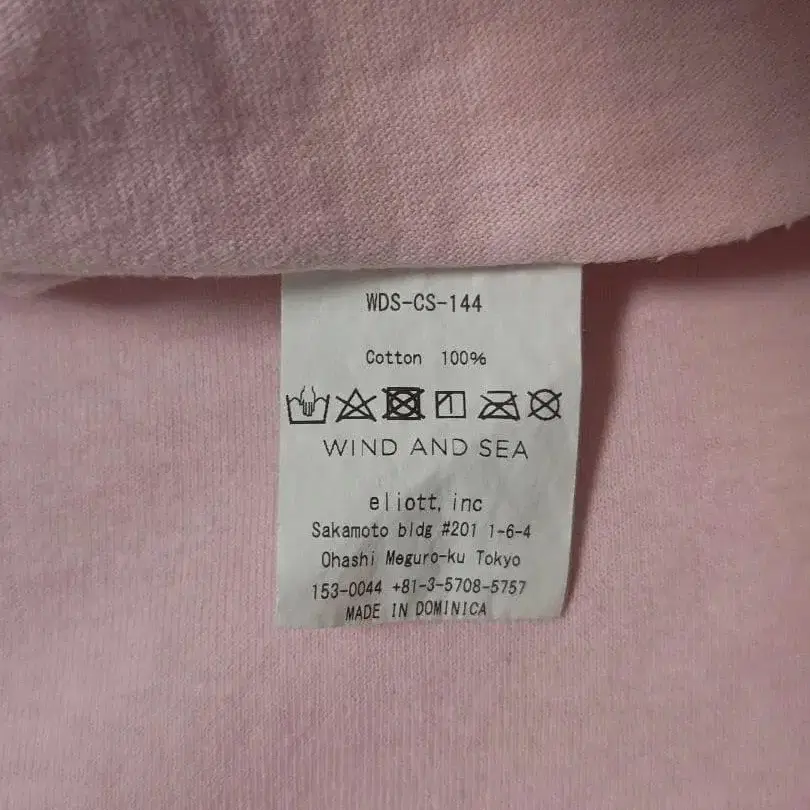 WDS-CS-144
Cotton 100%
WIND AND SEA
eliott, inc
Sakamoto bldg #201 1-6-4
Ohashi Meguro-ku Tokyo
153-0044 +81-3-5708-5757
MADE IN DOMINICA